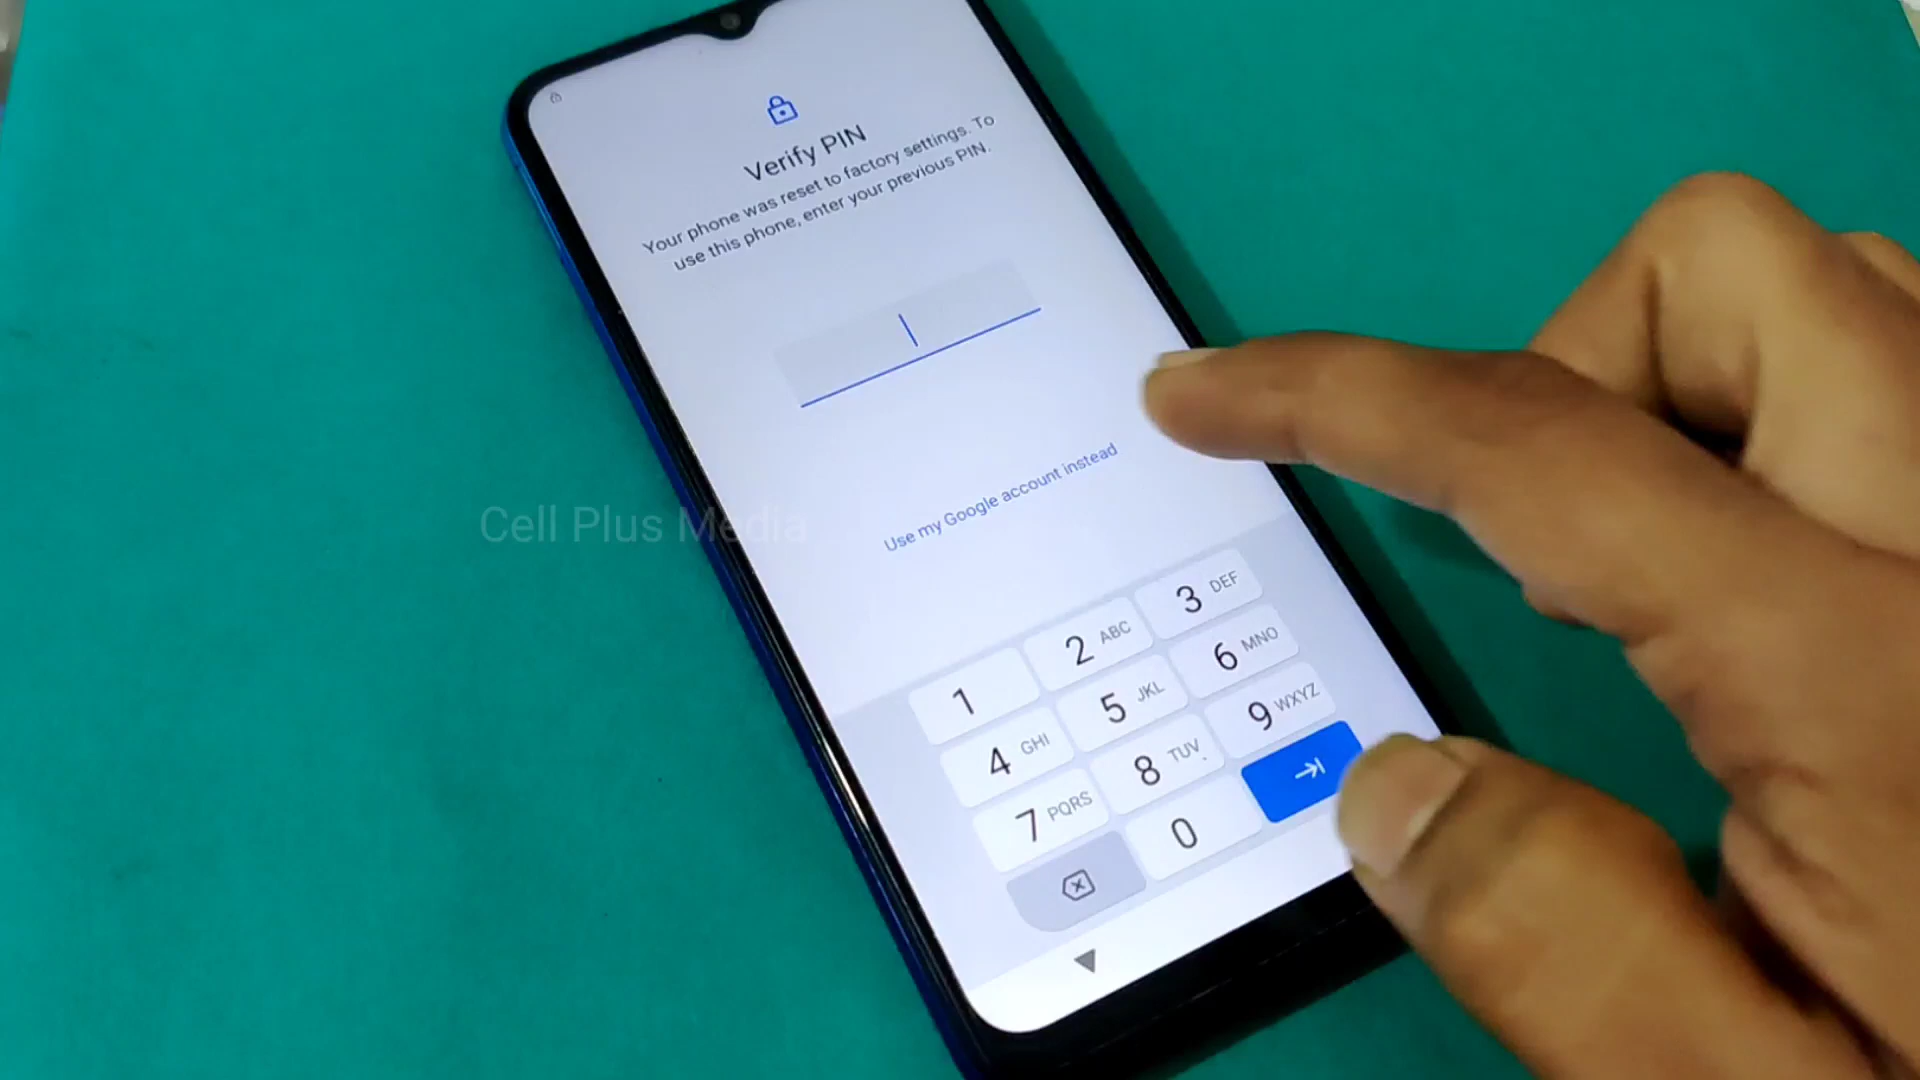 Verify PIN
Your phone was reset to factory settings. To
use this phone, enter your previous PIN.
Use my Google account instead
Cell Plus Media
1
2 ABC
3 DEF
4 GHI
5 JKL
6 MNO
7 PQRS
8 TUV
9 WXYZ
0